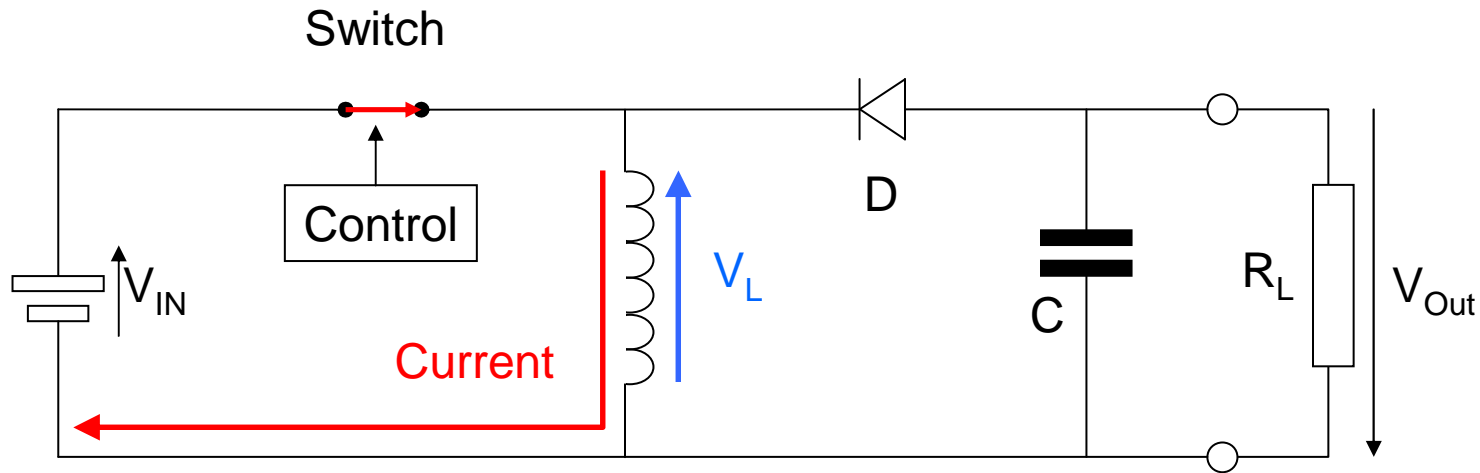 Switch
Control
D
V_IN
V_L
C
R_L
V_Out
Current